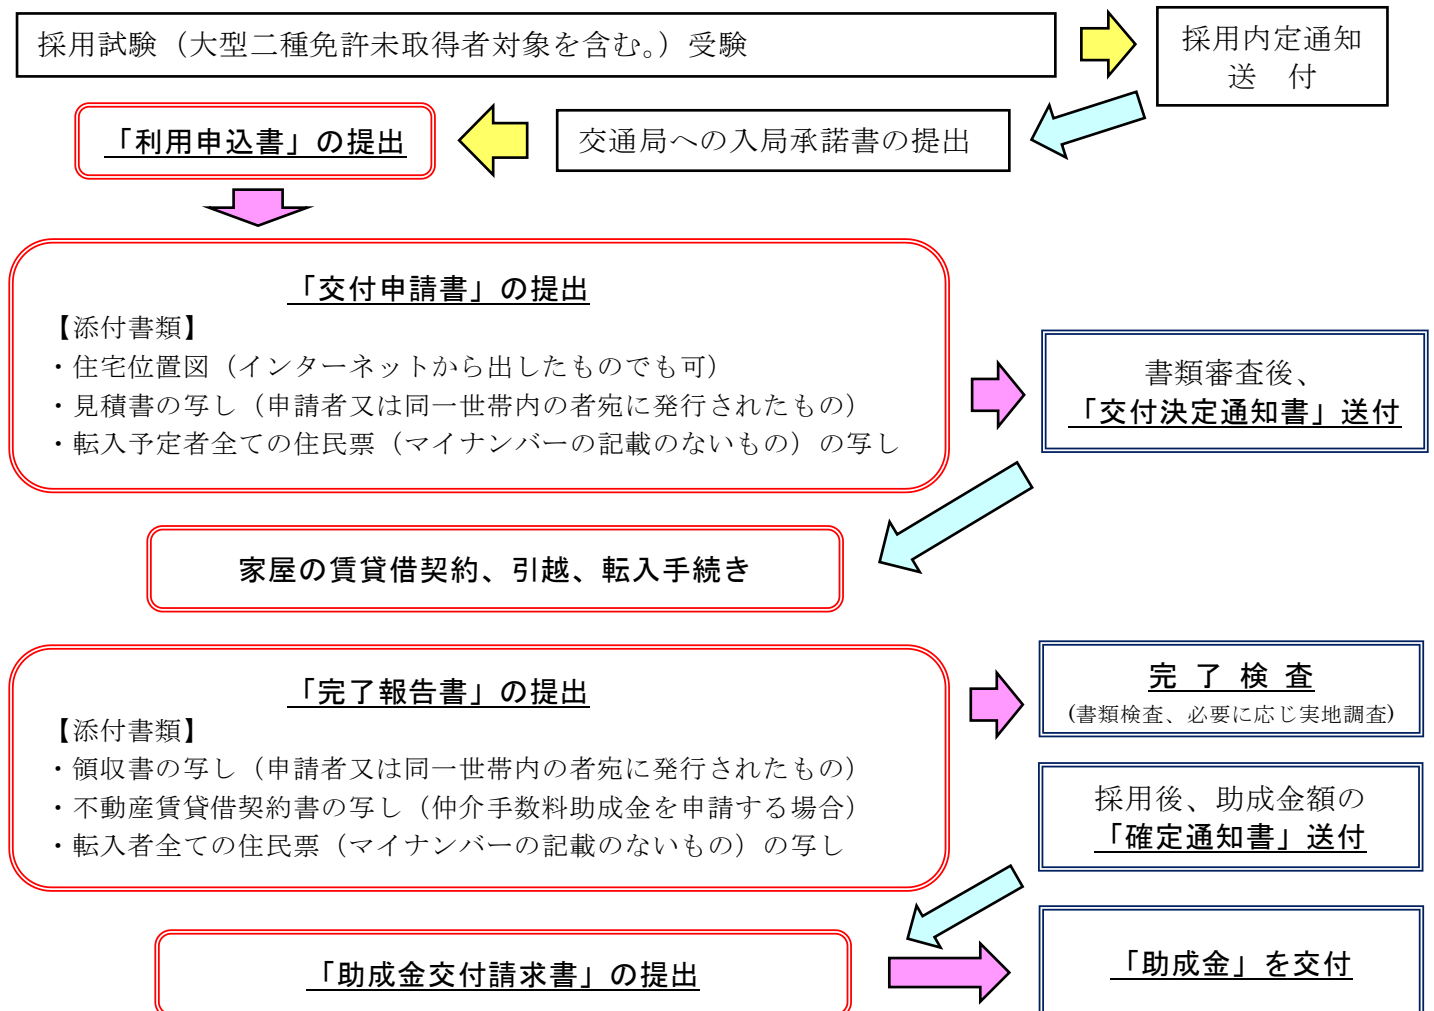 採用試験（大型二種免許未取得者対象を含む。）受験
採用内定通知
送　付
交通局への入局承諾書の提出
「利用申込書」の提出
「交付申請書」の提出
【添付書類】
・住宅位置図（インターネットから出したものでも可）
・見積書の写し（申請者又は同一世帯内の者宛に発行されたもの）
・転入予定者全ての住民票（マイナンバーの記載のないもの）の写し
書類審査後、
「交付決定通知書」送付
家屋の賃貸借契約、引越、転入手続き
「完了報告書」の提出
【添付書類】
・領収書の写し（申請者又は同一世帯内の者宛に発行されたもの）
・不動産賃貸借契約書の写し（仲介手数料助成金を申請する場合）
・転入者全ての住民票（マイナンバーの記載のないもの）の写し
完 了 検 査
(書類検査、必要に応じ実地調査)
採用後、助成金額の
「確定通知書」送付
「助成金交付請求書」の提出
「助成金」を交付